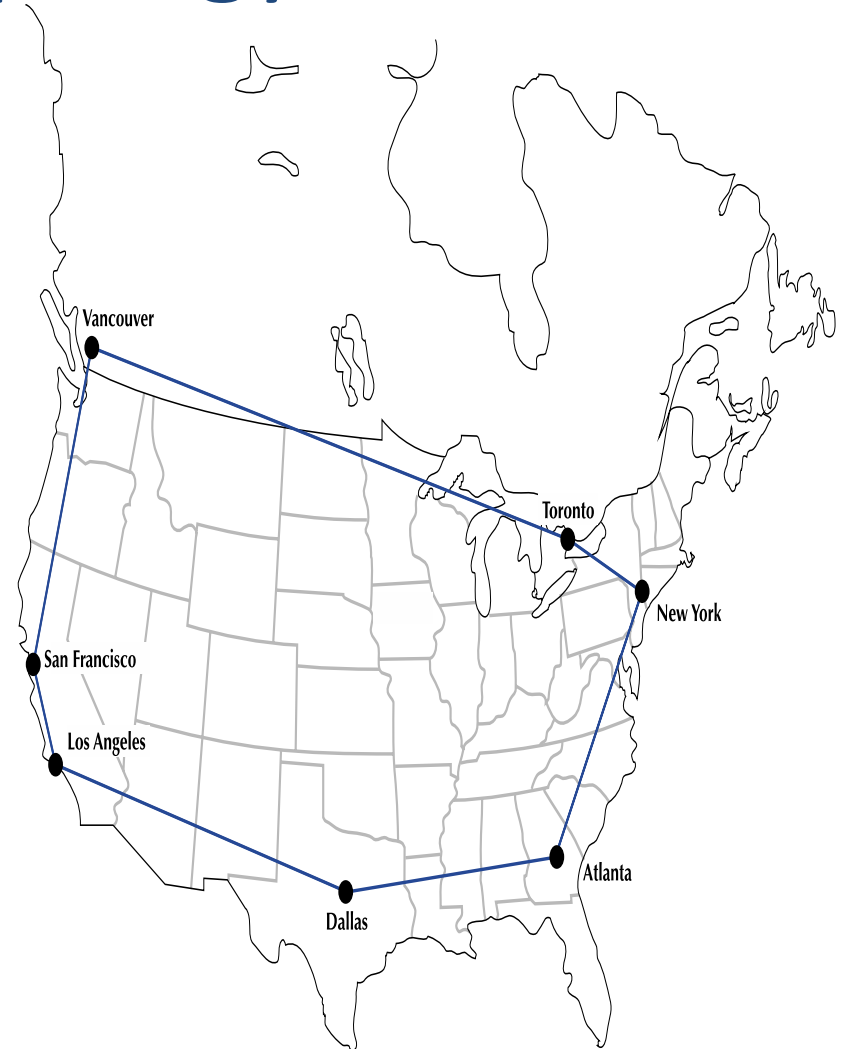 Vancouver
Toronto
New York
San Francisco
Los Angeles
Atlanta
Dallas